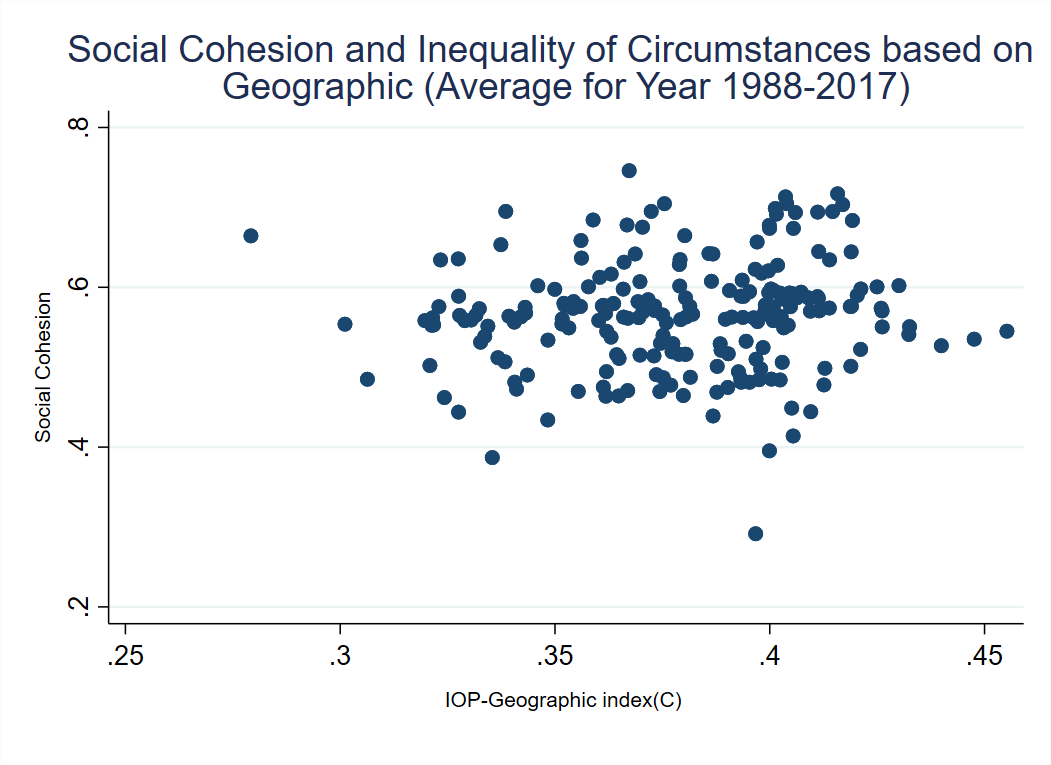 Social Cohesion and Inequality of Circumstances based on
Geographic (Average for Year 1988-2017)
.8
.6
.4
.2
Social Cohesion
.25
.3
.35
.4
.45
IOP-Geographic index(C)